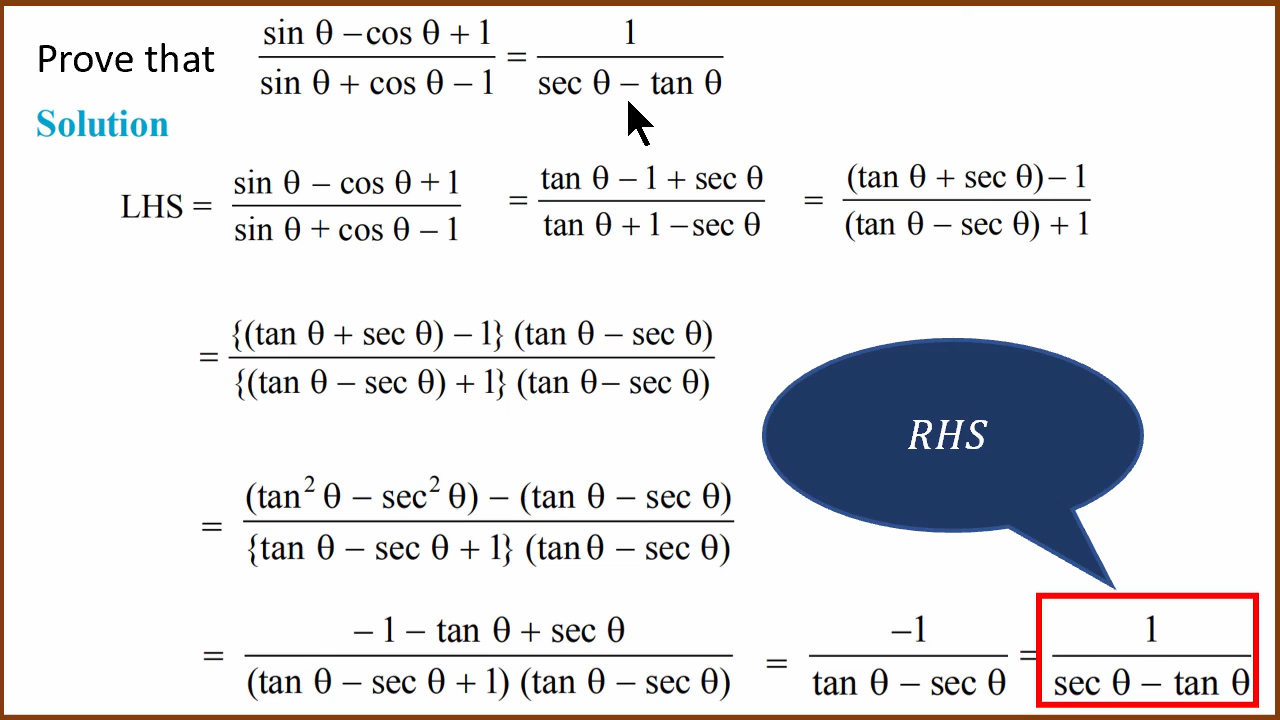 Prove that (sin θ − cos θ + 1)/(sin θ + cos θ − 1) = 1/(sec θ − tan θ)
Solution
LHS = (sin θ − cos θ + 1)/(sin θ + cos θ − 1) = (tan θ − 1 + sec θ)/(tan θ + 1 − sec θ) = ((tan θ + sec θ) − 1)/((tan θ − sec θ) + 1)
= ({(tan θ + sec θ) − 1} (tan θ − sec θ))/({(tan θ − sec θ) + 1} (tan θ − sec θ))
RHS
= ((tan² θ − sec² θ) − (tan θ − sec θ))/({tan θ − sec θ + 1} (tan θ − sec θ))
= (− 1 − tan θ + sec θ)/((tan θ − sec θ + 1) (tan θ − sec θ)) = −1/(tan θ − sec θ) = 1/(sec θ − tan θ)